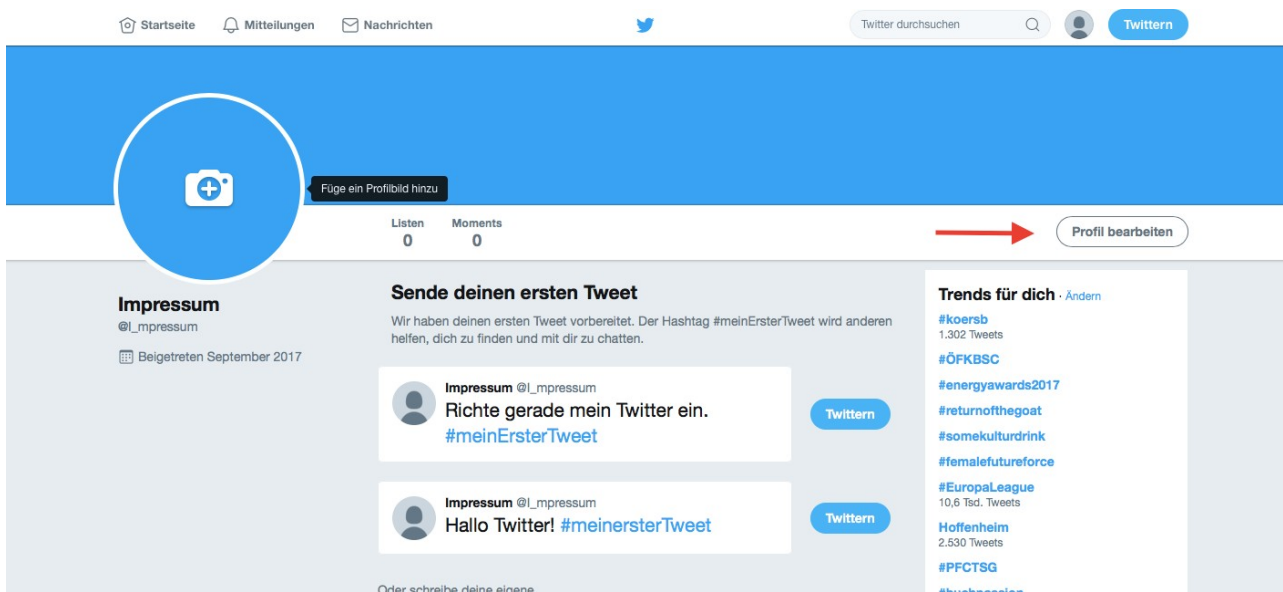 Startseite Mitteilungen Nachrichten Twitter durchsuchen Twittern
Füge ein Profilbild hinzu
Listen Moments
0 0
Profil bearbeiten
Impressum
@I_mpressum
Beigetreten September 2017
Sende deinen ersten Tweet
Wir haben deinen ersten Tweet vorbereitet. Der Hashtag #meinErsterTweet wird anderen
helfen, dich zu finden und mit dir zu chatten.
Impressum @I_mpressum
Richte gerade mein Twitter ein.
#meinErsterTweet
Twittern
Impressum @I_mpressum
Hallo Twitter! #meinersterTweet
Twittern
Oder schreibe deine eigene
Trends für dich · Ändern
#koersb
1.302 Tweets
#ÖFKBSC
#energyawards2017
#returnofthegoat
#somekulturdrink
#femalefutureforce
#EuropaLeague
10,6 Tsd. Tweets
Hoffenheim
2.530 Tweets
#PFCTSG